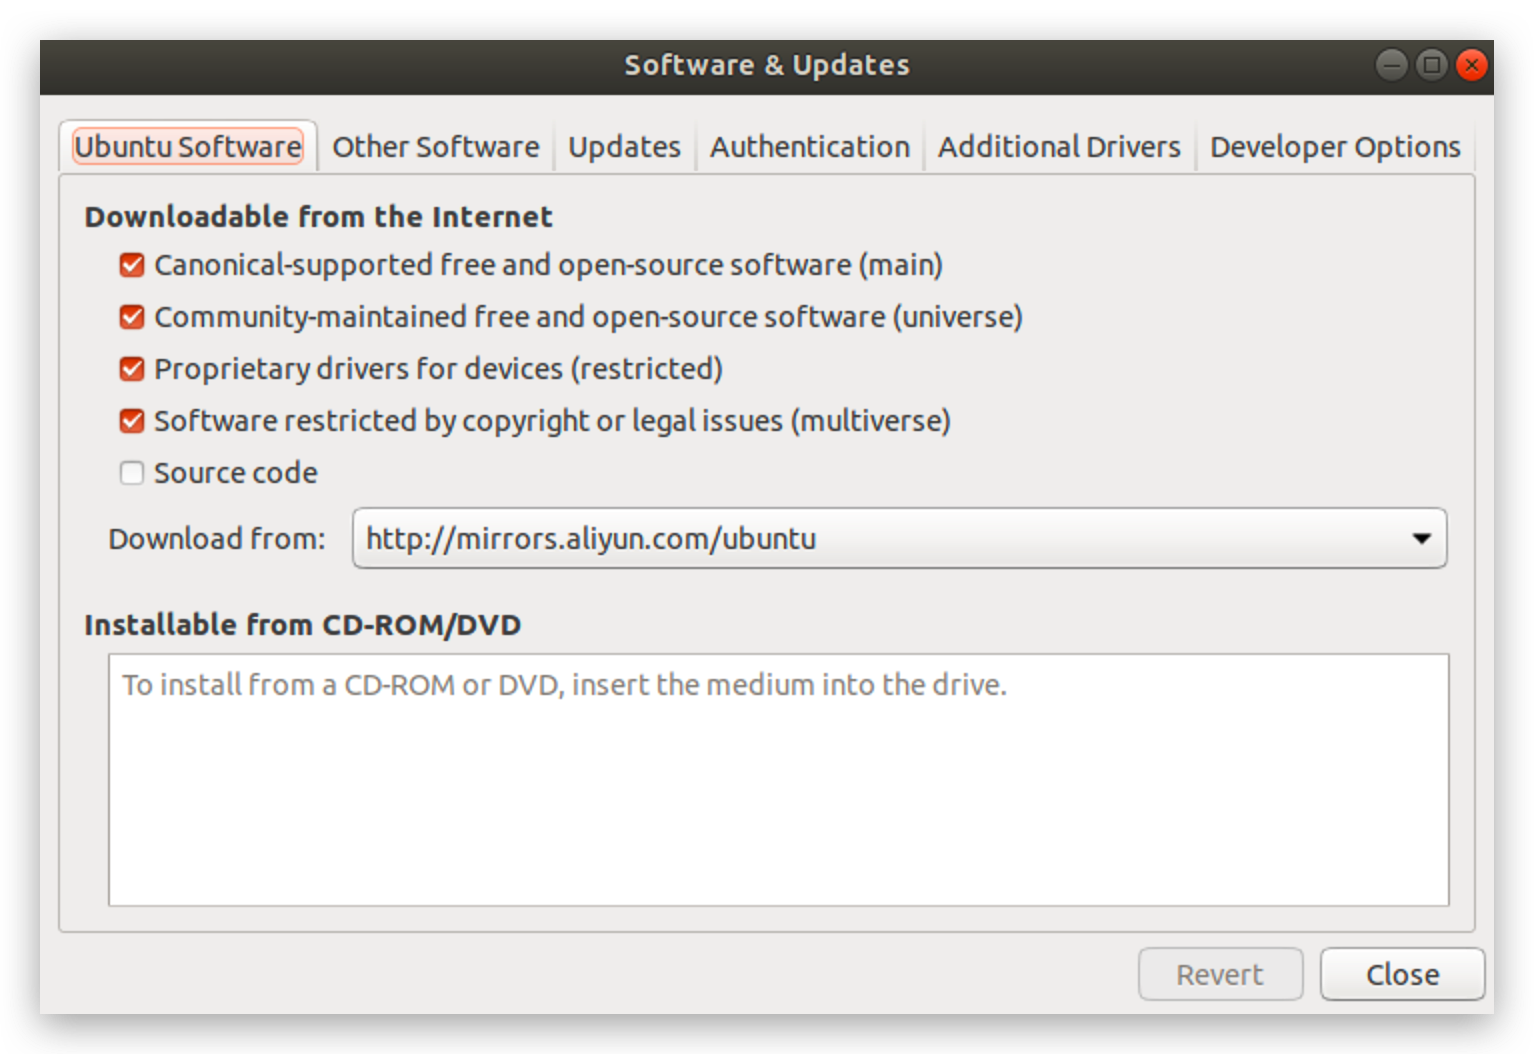 Software & Updates
Ubuntu Software Other Software Updates Authentication Additional Drivers Developer Options
Downloadable from the Internet
Canonical-supported free and open-source software (main)
Community-maintained free and open-source software (universe)
Proprietary drivers for devices (restricted)
Software restricted by copyright or legal issues (multiverse)
Source code
Download from: http://mirrors.aliyun.com/ubuntu
Installable from CD-ROM/DVD
To install from a CD-ROM or DVD, insert the medium into the drive.
Revert Close